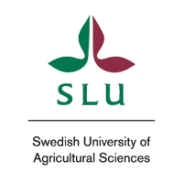 SLU
Swedish University of
Agricultural Sciences